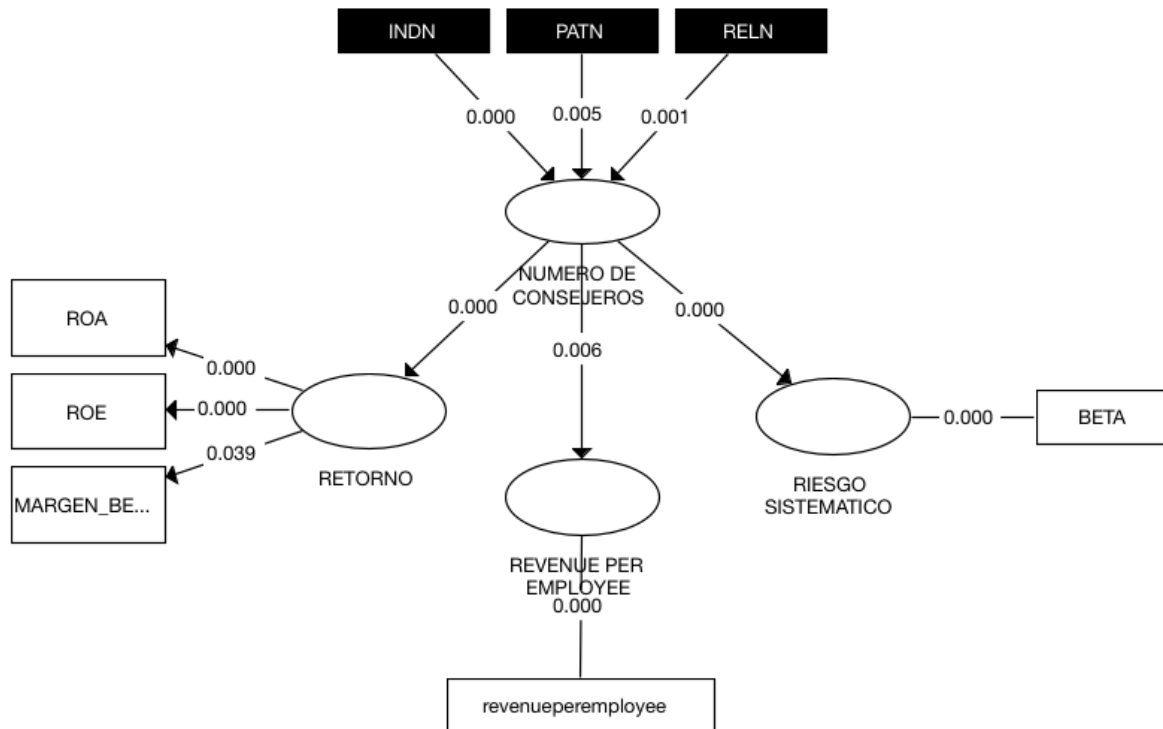 INDN
PATN
RELN
0.000
0.005
0.001
NUMERO DE
CONSEJEROS
0.000
0.006
0.000
ROA
ROE
MARGEN_BE...
0.000
0.000
0.039
RETORNO
REVENUE PER
EMPLOYEE
0.000
revenueperemployee
RIESGO
SISTEMATICO
0.000
BETA